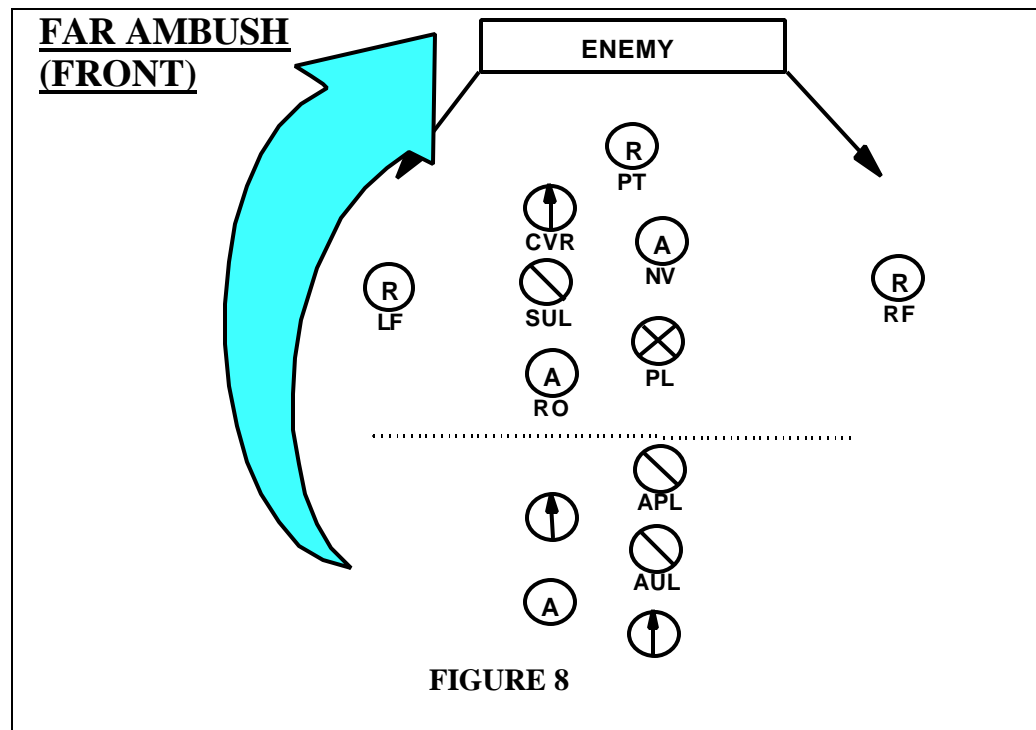 FAR AMBUSH
(FRONT)
ENEMY
R
PT
CVR
A
NV
R
LF
SUL
R
RF
A
RO
PL
APL
AUL
A
FIGURE 8